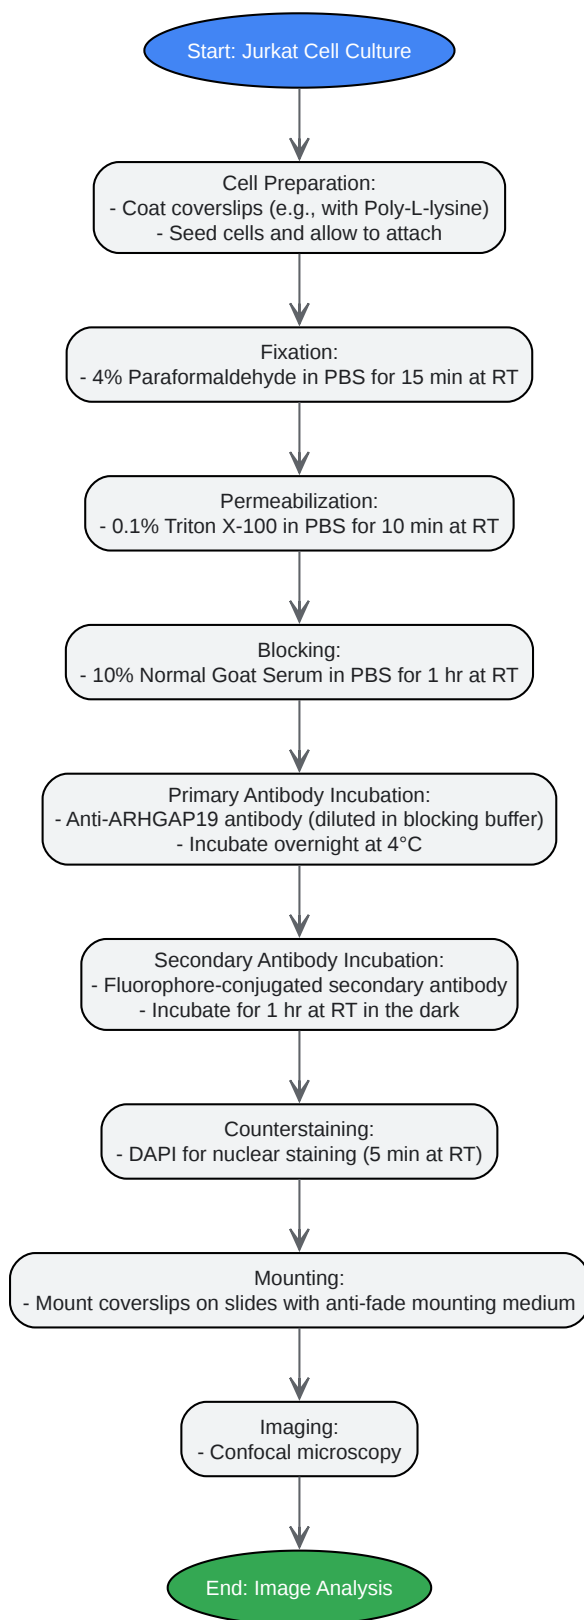 Start: Jurkat Cell Culture
Cell Preparation:
- Coat coverslips (e.g., with Poly-L-lysine)
- Seed cells and allow to attach
Fixation:
- 4% Paraformaldehyde in PBS for 15 min at RT
Permeabilization:
- 0.1% Triton X-100 in PBS for 10 min at RT
Blocking:
- 10% Normal Goat Serum in PBS for 1 hr at RT
Primary Antibody Incubation:
- Anti-ARHGAP19 antibody (diluted in blocking buffer)
- Incubate overnight at 4°C
Secondary Antibody Incubation:
- Fluorophore-conjugated secondary antibody
- Incubate for 1 hr at RT in the dark
Counterstaining:
- DAPI for nuclear staining (5 min at RT)
Mounting:
- Mount coverslips on slides with anti-fade mounting medium
Imaging:
- Confocal microscopy
End: Image Analysis